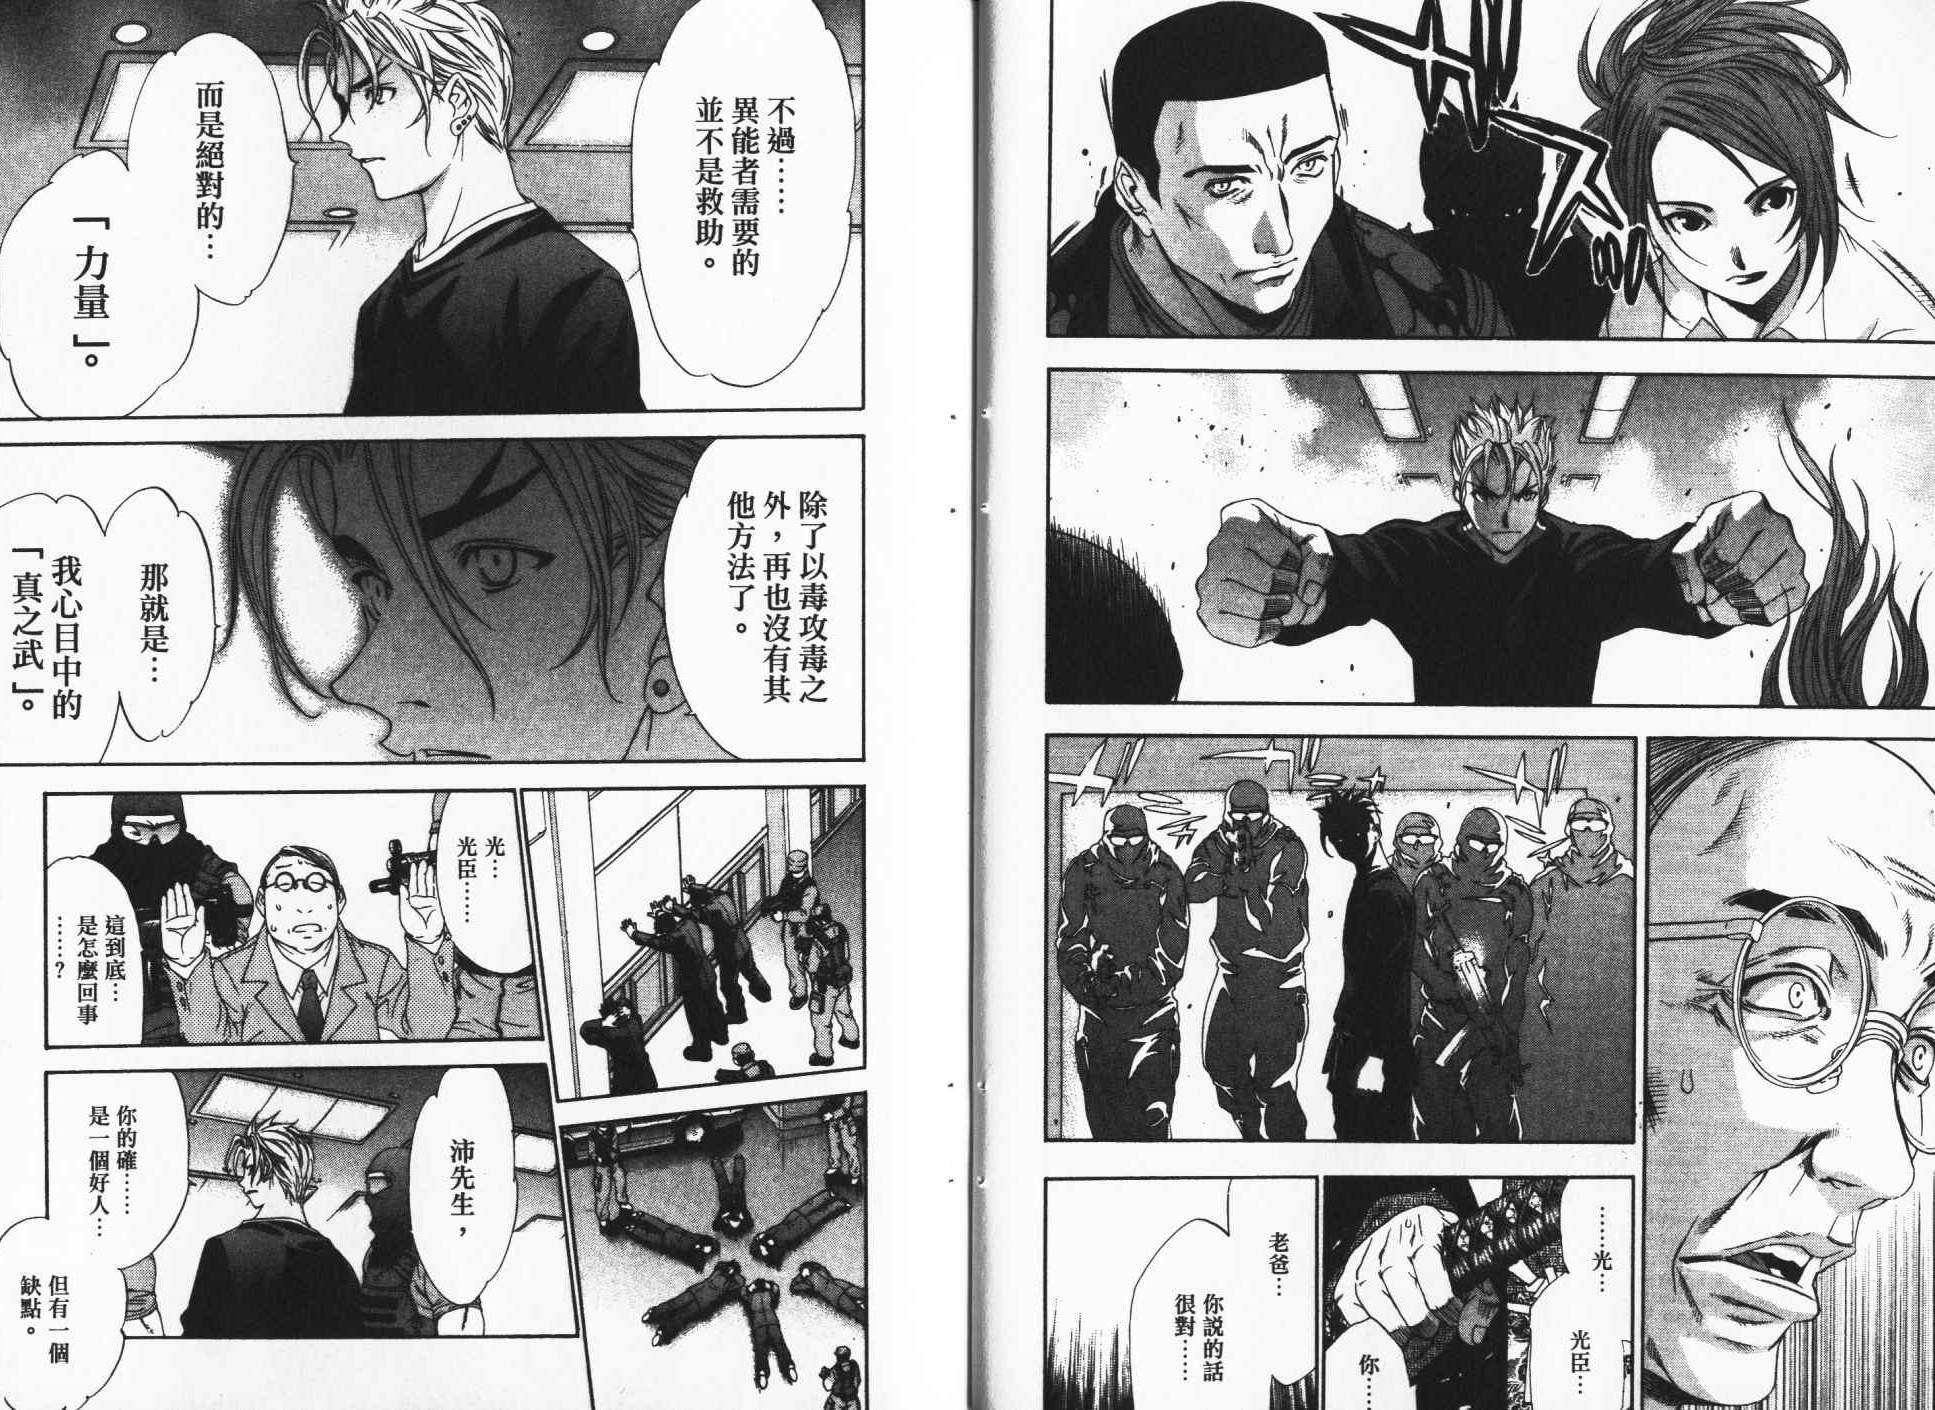 ……光…
光臣…
你…
老爸…
你說的話
很對……
不過……
異能者需要的
並不是救助。
而是絕對的…
「力量」。
除了以毒攻毒之
外，再也沒有其
他方法了。
那就是…
我心目中的
「真之武」。
光…
光臣……
這到底…
是怎麼回事
……？
沛先生，
你的確……
是一個好人…
但有一個
缺點。